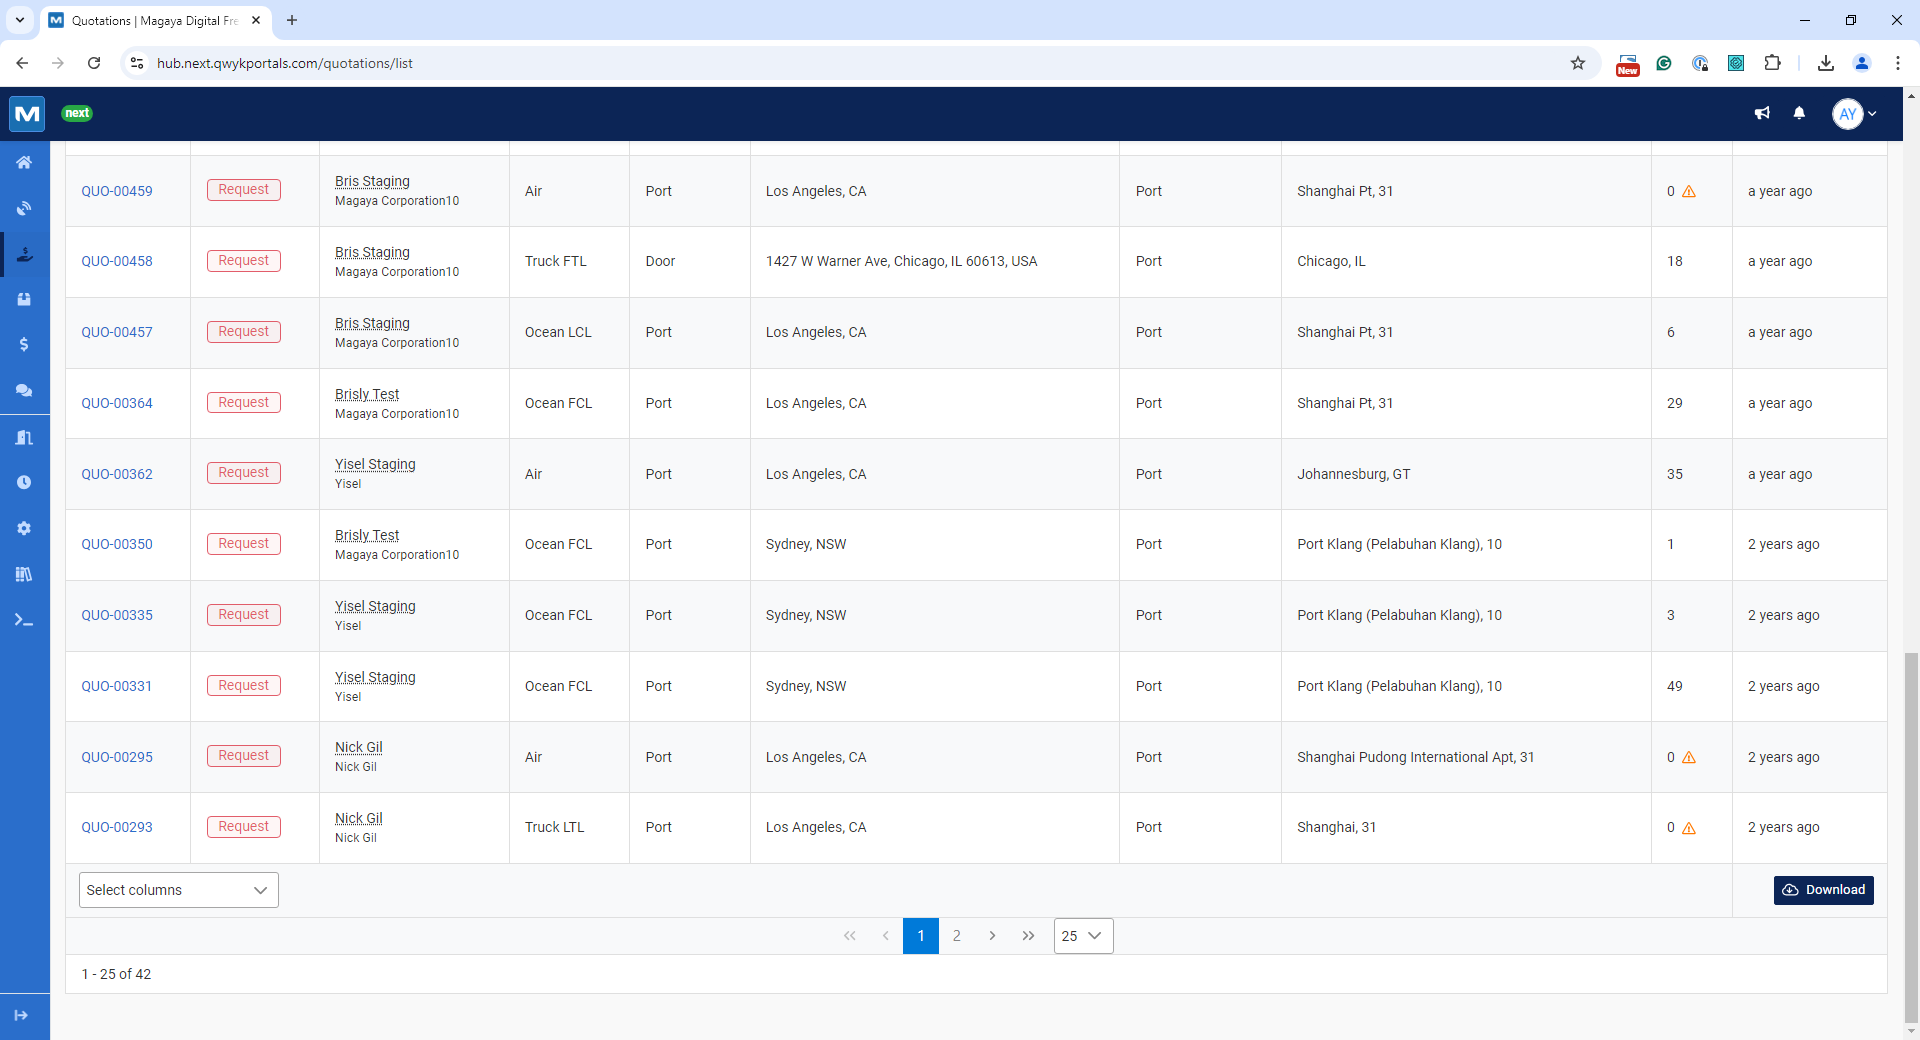 Quotations | Magaya Digital Fre
hub.next.qwykportals.com/quotations/list
New
M next AY
QUO-00459 Request Bris Staging Magaya Corporation10 Air Port Los Angeles, CA Port Shanghai Pt, 31 0 a year ago
QUO-00458 Request Bris Staging Magaya Corporation10 Truck FTL Door 1427 W Warner Ave, Chicago, IL 60613, USA Port Chicago, IL 18 a year ago
QUO-00457 Request Bris Staging Magaya Corporation10 Ocean LCL Port Los Angeles, CA Port Shanghai Pt, 31 6 a year ago
QUO-00364 Request Brisly Test Magaya Corporation10 Ocean FCL Port Los Angeles, CA Port Shanghai Pt, 31 29 a year ago
QUO-00362 Request Yisel Staging Yisel Air Port Los Angeles, CA Port Johannesburg, GT 35 a year ago
QUO-00350 Request Brisly Test Magaya Corporation10 Ocean FCL Port Sydney, NSW Port Port Klang (Pelabuhan Klang), 10 1 2 years ago
QUO-00335 Request Yisel Staging Yisel Ocean FCL Port Sydney, NSW Port Port Klang (Pelabuhan Klang), 10 3 2 years ago
QUO-00331 Request Yisel Staging Yisel Ocean FCL Port Sydney, NSW Port Port Klang (Pelabuhan Klang), 10 49 2 years ago
QUO-00295 Request Nick Gil Nick Gil Air Port Los Angeles, CA Port Shanghai Pudong International Apt, 31 0 2 years ago
QUO-00293 Request Nick Gil Nick Gil Truck LTL Port Los Angeles, CA Port Shanghai, 31 0 2 years ago
Select columns Download
1 2 25
1 - 25 of 42